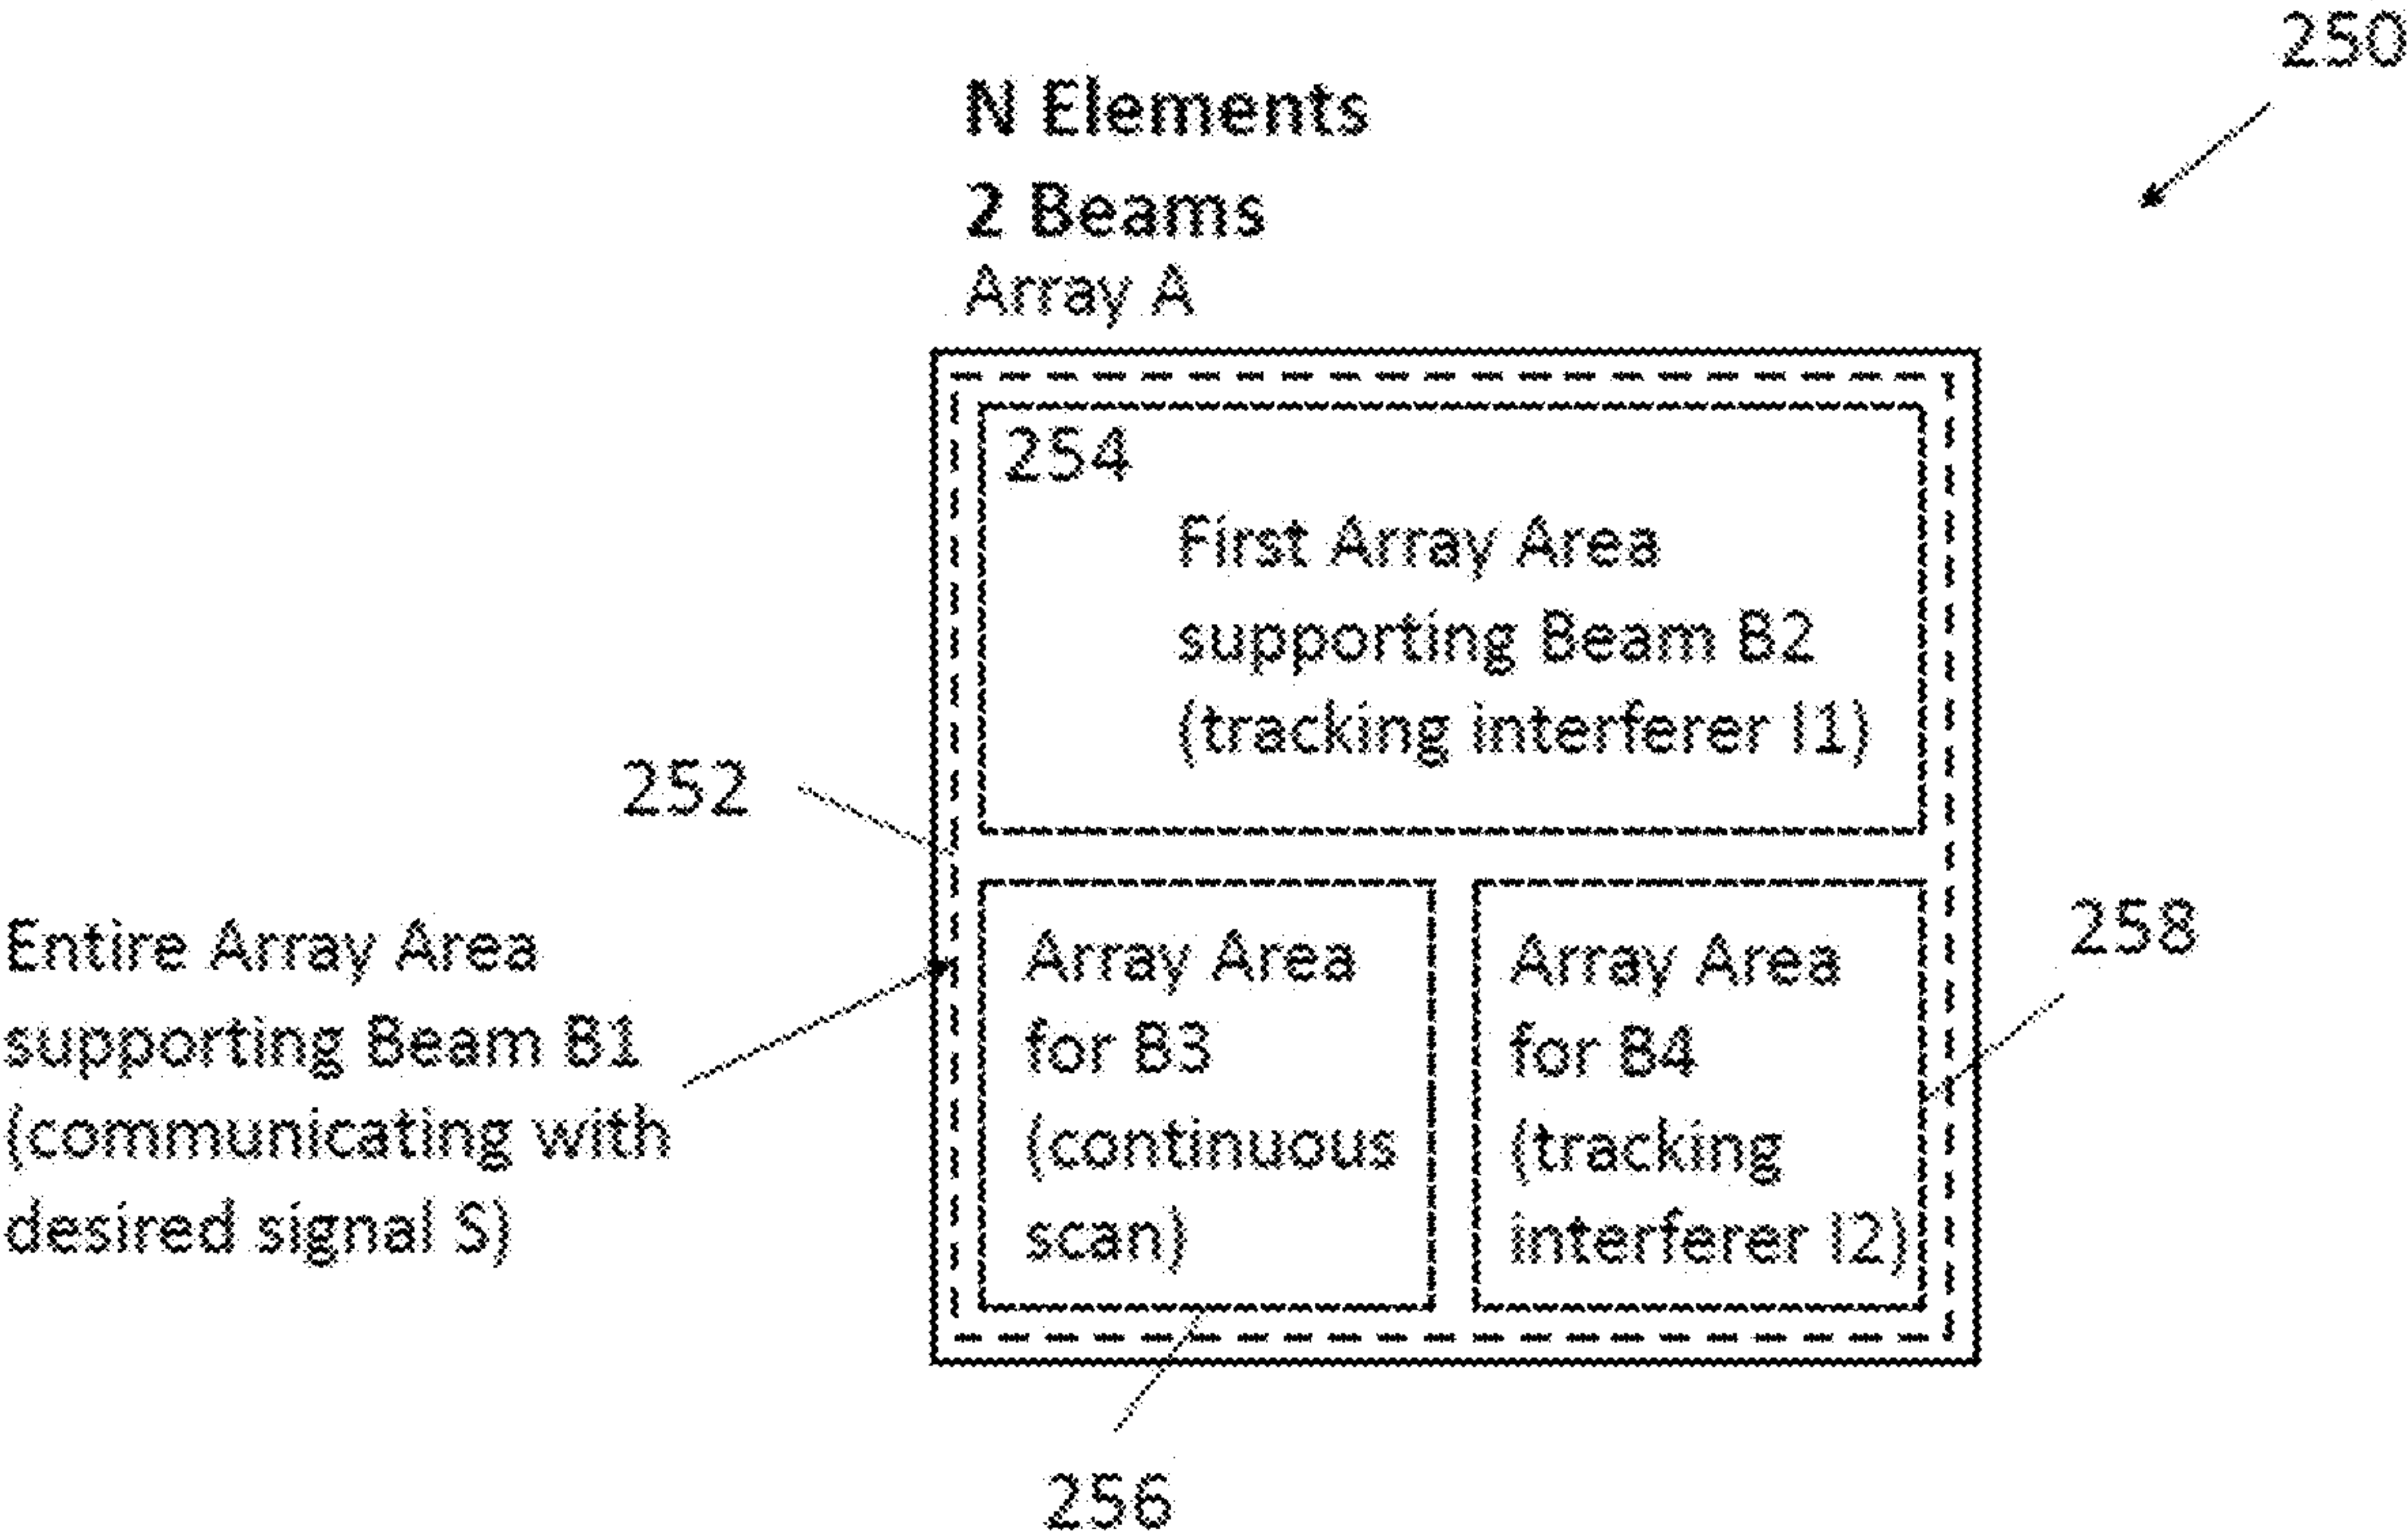 250
N Elements
2 Beams
Array A
254
First Array Area
supporting Beam B2
(tracking interferer I1)
252
Entire Array Area
supporting Beam B1
(communicating with
desired signal S)
Array Area
for B3
(continuous
scan)
Array Area
for B4
(tracking
interferer I2)
258
256